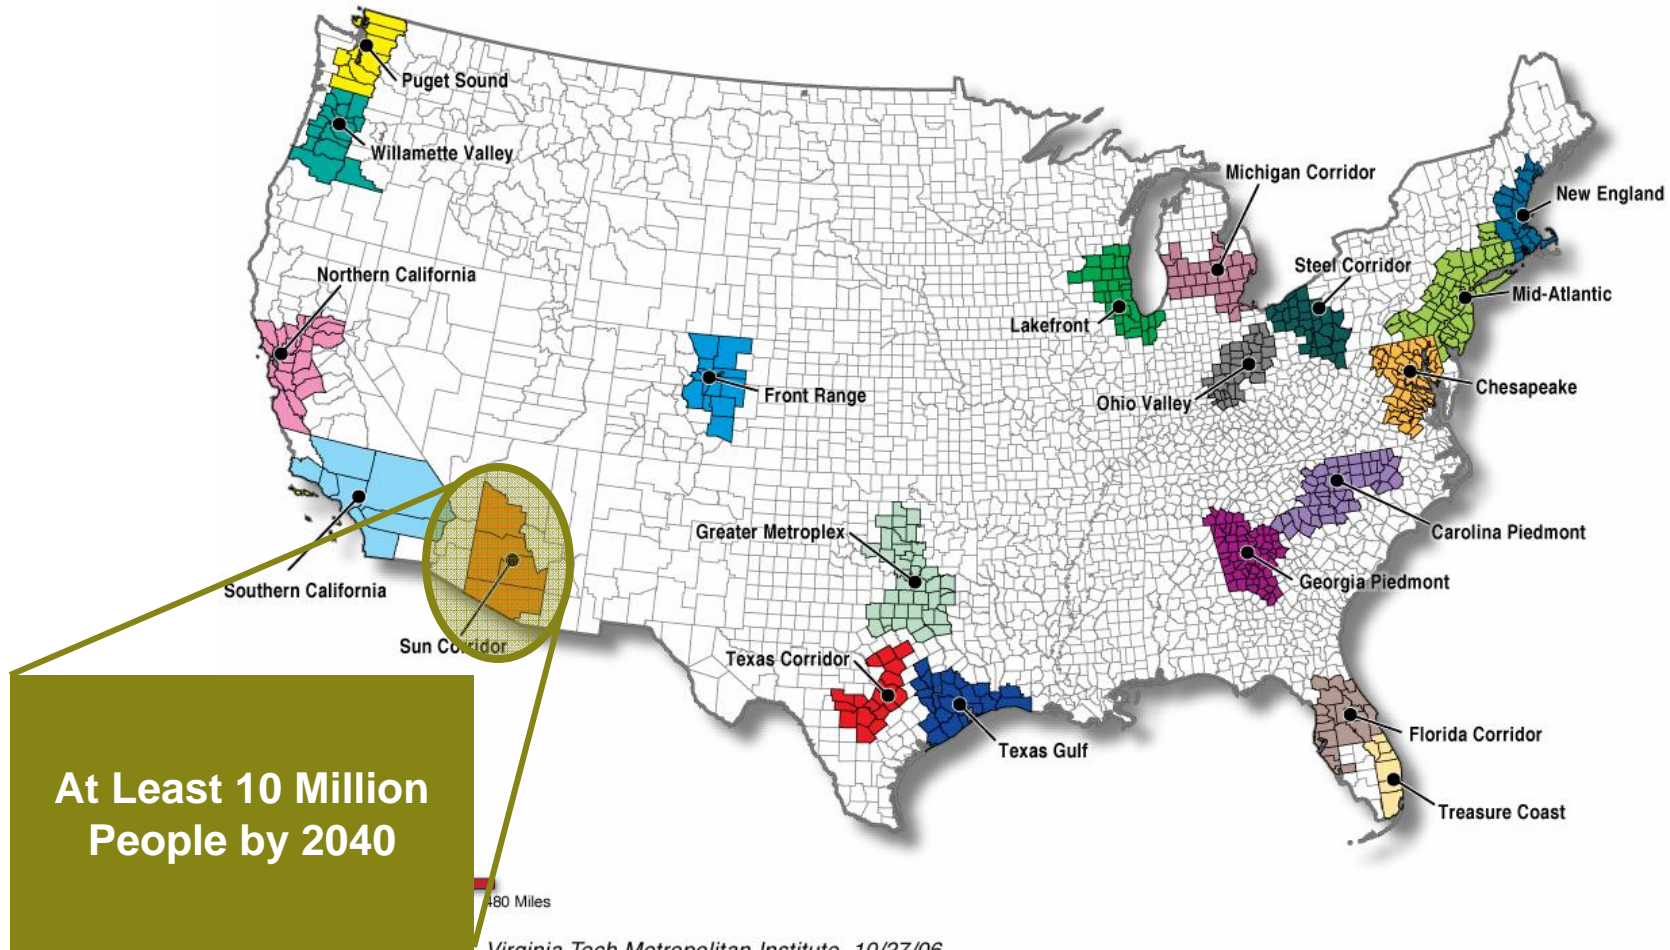 Puget Sound
Willamette Valley
Michigan Corridor
New England
Northern California
Steel Corridor
Mid-Atlantic
Lakefront
Front Range
Ohio Valley
Chesapeake
Greater Metroplex
Carolina Piedmont
Southern California
Georgia Piedmont
Sun Corridor
Texas Corridor
Texas Gulf
Florida Corridor
Treasure Coast
At Least 10 Million
People by 2040
480 Miles
Virginia Tech Metropolitan Institute, 10/27/06